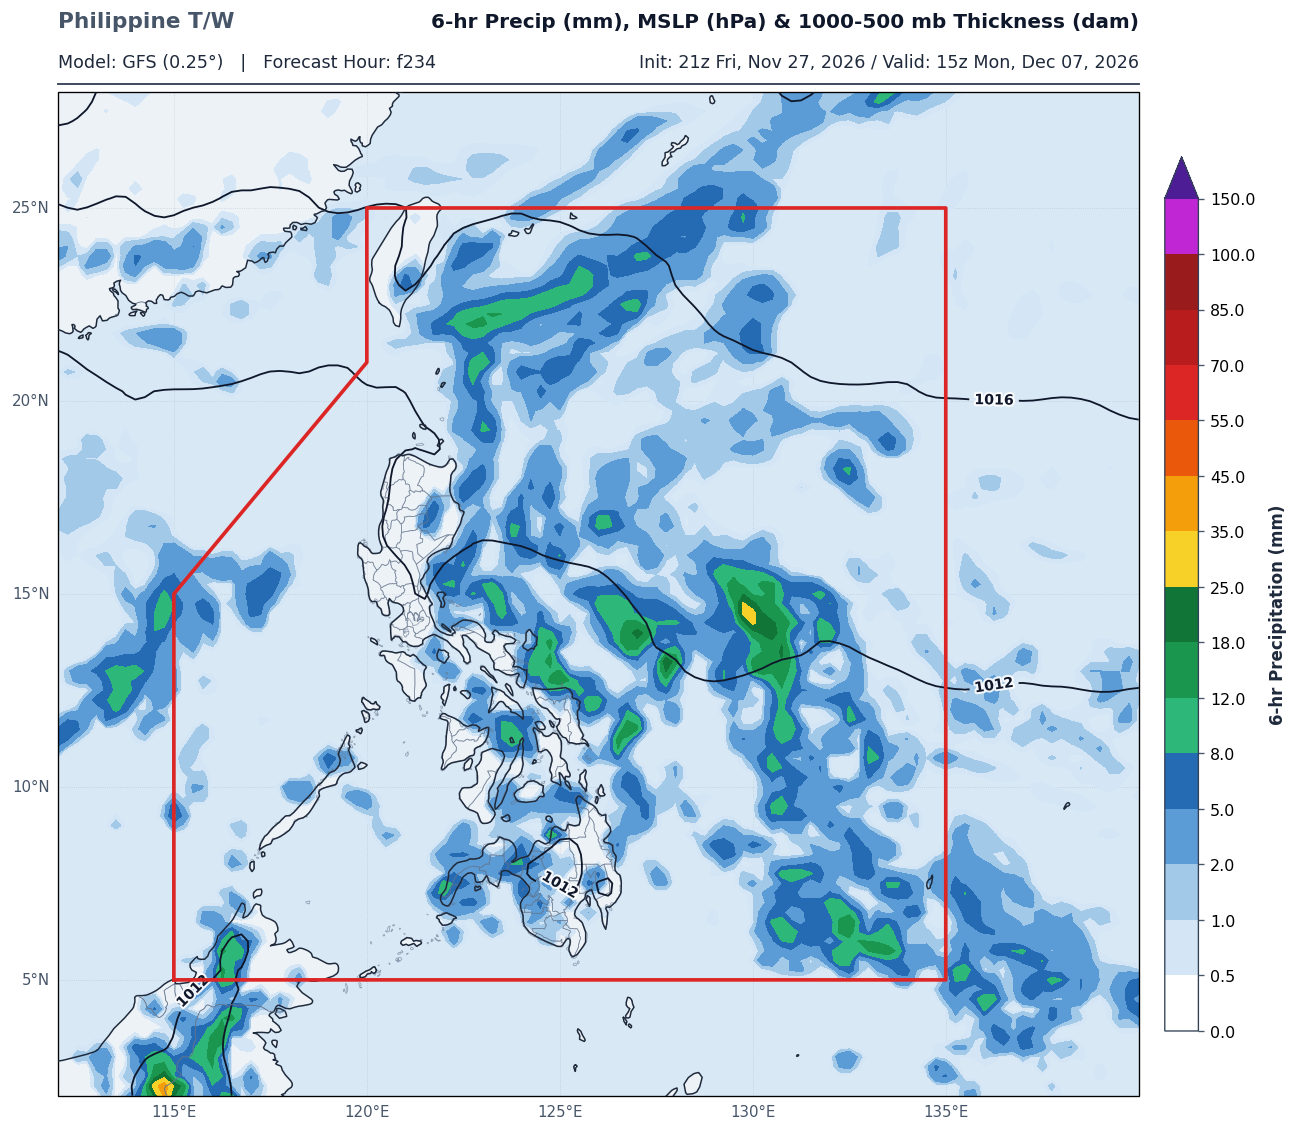 Philippine T/W
6-hr Precip (mm), MSLP (hPa) & 1000-500 mb Thickness (dam)
Model: GFS (0.25°) | Forecast Hour: f234
Init: 21z Fri, Nov 27, 2026 / Valid: 15z Mon, Dec 07, 2026
25°N
20°N
15°N
10°N
5°N
1016
1012
1012
1012
115°E
120°E
125°E
130°E
135°E
150.0
100.0
85.0
70.0
55.0
45.0
35.0
25.0
18.0
12.0
8.0
5.0
2.0
1.0
0.5
0.0
6-hr Precipitation (mm)